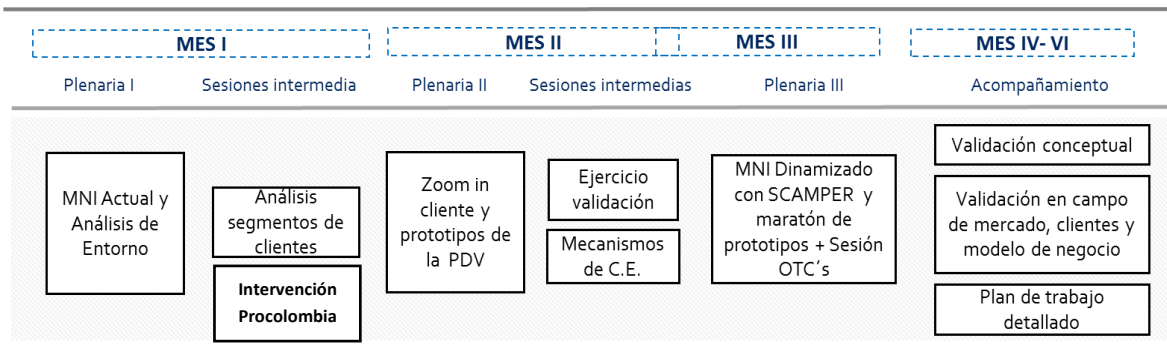 MES I
MES II
MES III
MES IV- VI
Plenaria I
Sesiones intermedia
Plenaria II
Sesiones intermedias
Plenaria III
Acompañamiento
MNI Actual y
Análisis de
Entorno
Análisis
segmentos de
clientes
Intervención
Procolombia
Zoom in
cliente y
prototipos de
la PDV
Ejercicio
validación
Mecanismos
de C.E.
MNI Dinamizado
con SCAMPER y
maratón de
prototipos + Sesión
OTC´s
Validación conceptual
Validación en campo
de mercado, clientes y
modelo de negocio
Plan de trabajo
detallado